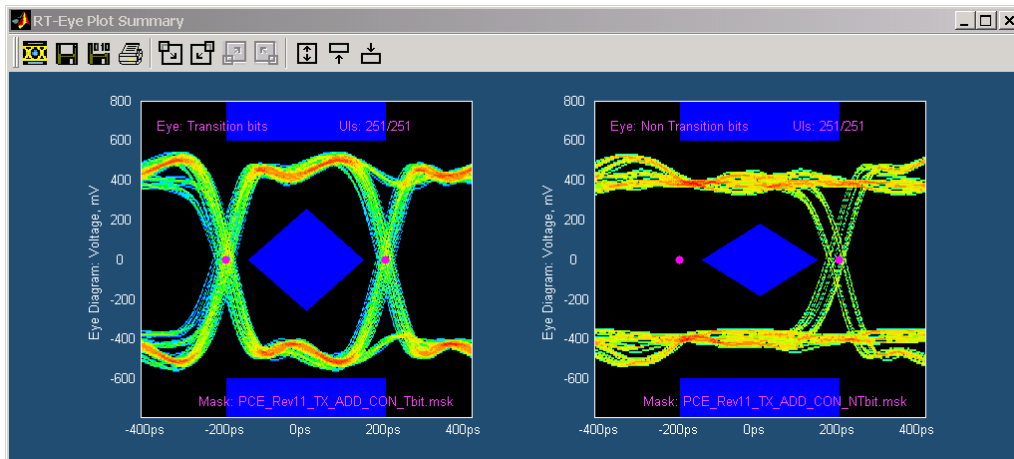 RT-Eye Plot Summary
800
600
400
200
0
-200
-400
-600
Eye Diagram: Voltage, mV
Eye: Transition bits UIs: 251/251
Mask: PCE_Rev11_TX_ADD_CON_Tbit.msk
-400ps -200ps 0ps 200ps 400ps
800
600
400
200
0
-200
-400
-600
Eye Diagram: Voltage, mV
Eye: Non Transition bits UIs: 251/251
Mask: PCE_Rev11_TX_ADD_CON_NTbit.msk
-400ps -200ps 0ps 200ps 400ps